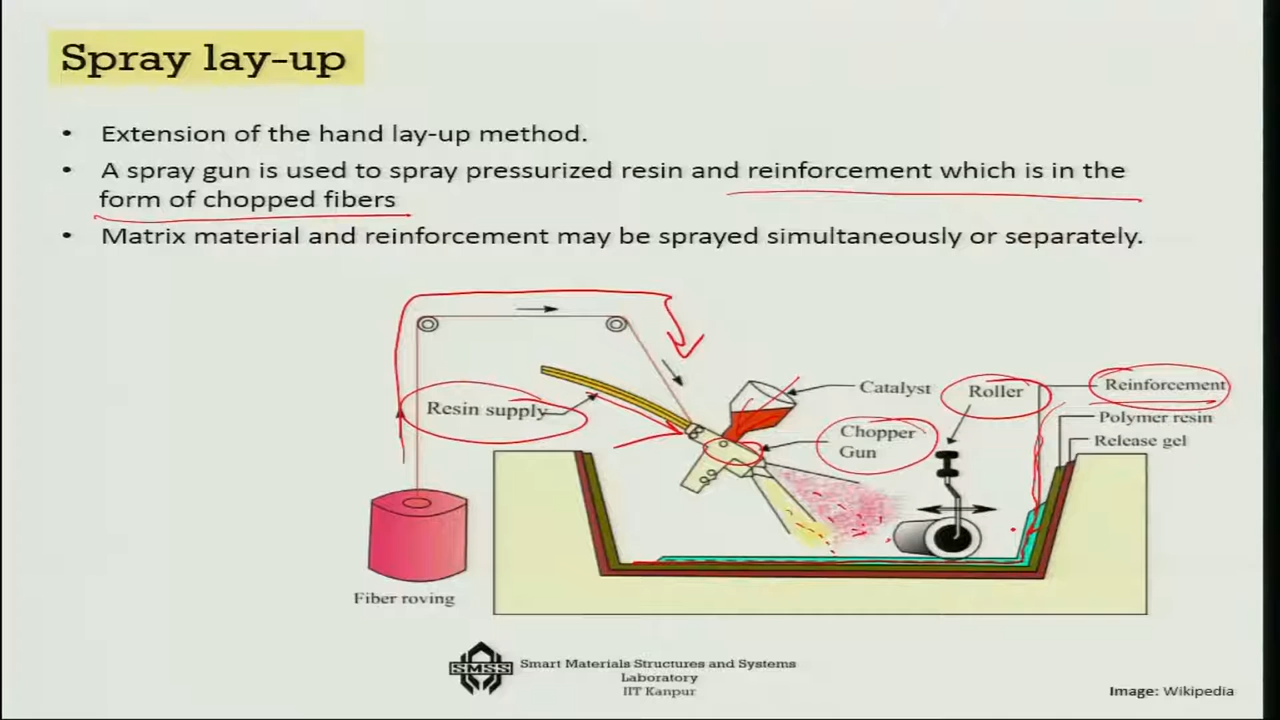 Spray lay-up
• Extension of the hand lay-up method.
• A spray gun is used to spray pressurized resin and reinforcement which is in the
form of chopped fibers
• Matrix material and reinforcement may be sprayed simultaneously or separately.
Resin supply
Catalyst
Chopper
Gun
Roller
Reinforcement
Polymer resin
Release gel
Fiber roving
SMSS
Smart Materials Structures and Systems
Laboratory
IIT Kanpur
Image: Wikipedia